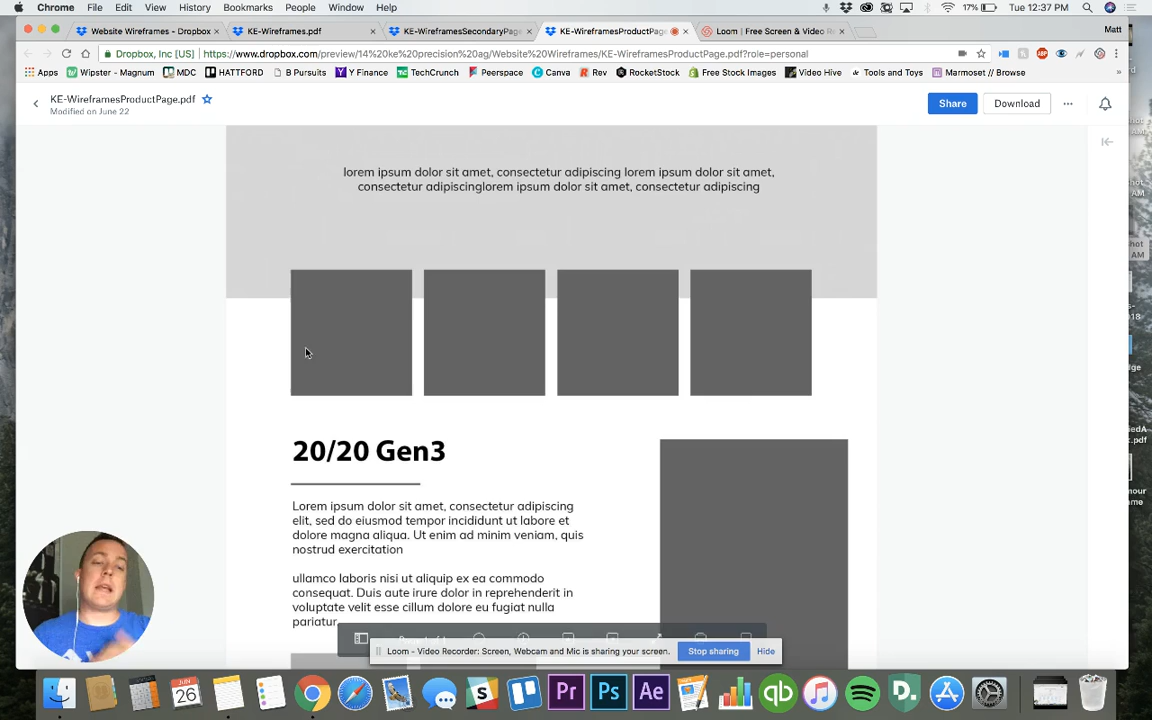 Chrome File Edit View History Bookmarks People Window Help 17% Tue 12:37 PM
Website Wireframes - Dropbox KE-Wireframes.pdf KE-WireframesSecondaryPage KE-WireframesProductPage Loom | Free Screen & Video Re Matt
Dropbox, Inc [US] https://www.dropbox.com/preview/14%20ke%20precision%20ag/Website%20Wireframes/KE-WireframesProductPage.pdf?role=personal
Apps Wipster - Magnum MDC HATTFORD B Pursuits Y Finance TechCrunch Peerspace Canva Rev RocketStock Free Stock Images Video Hive Tools and Toys Marmoset // Browse »
KE-WireframesProductPage.pdf
Modified on June 22
Share Download
lorem ipsum dolor sit amet, consectetur adipiscing lorem ipsum dolor sit amet,
consectetur adipiscinglorem ipsum dolor sit amet, consectetur adipiscing
20/20 Gen3
Lorem ipsum dolor sit amet, consectetur adipiscing
elit, sed do eiusmod tempor incididunt ut labore et
dolore magna aliqua. Ut enim ad minim veniam, quis
nostrud exercitation
ullamco laboris nisi ut aliquip ex ea commodo
consequat. Duis aute irure dolor in reprehenderit in
voluptate velit esse cillum dolore eu fugiat nulla
pariatur
Loom - Video Recorder: Screen, Webcam and Mic is sharing your screen. Stop sharing Hide
JUN
26
Pr Ps Ae
qb
D.